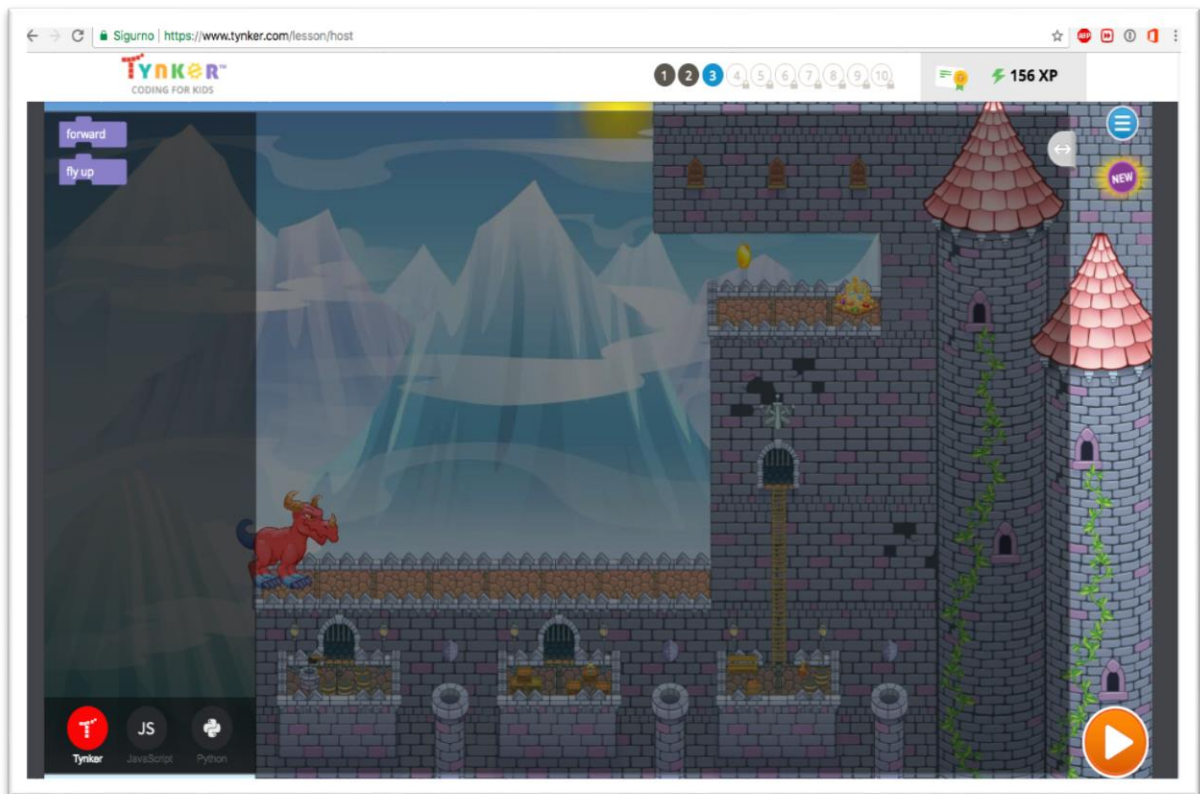 Sigurno | https://www.tynker.com/lesson/host
TYNKER™
CODING FOR KIDS
1 2 3 4 5 6 7 8 9 10
156 XP
forward
fly up
NEW
T
JS
Tynker
JavaScript
Python